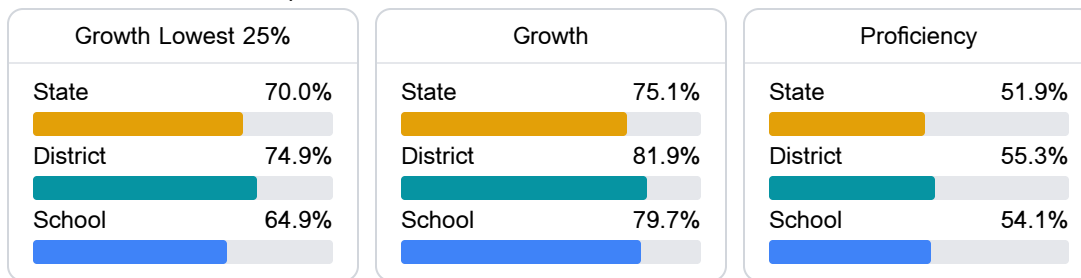 Growth Lowest 25%
State 70.0%
District 74.9%
School 64.9%
Growth
State 75.1%
District 81.9%
School 79.7%
Proficiency
State 51.9%
District 55.3%
School 54.1%